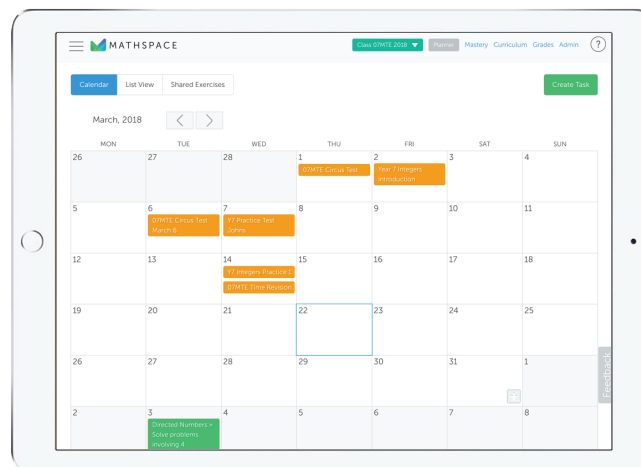 MATHSPACE
Class 07MTE 2018
Planner
Mastery
Curriculum
Grades
Admin
?
Calendar
List View
Shared Exercises
Create Task
March, 2018
MON TUE WED THU FRI SAT SUN
26 27 28 1 2 3 4
07MTE Circus Test
Year 7 Integers
Introduction
5 6 7 8 9 10 11
07MTE Circus Test
March 6
Y7 Practice Test
Johns
12 13 14 15 16 17 18
Y7 Integers Practice 1
07MTE Time Revision
19 20 21 22 23 24 25
26 27 28 29 30 31 1
Feedback
2 3 4 5 6 7 8
Directed Numbers »
Solve problems
involving 4